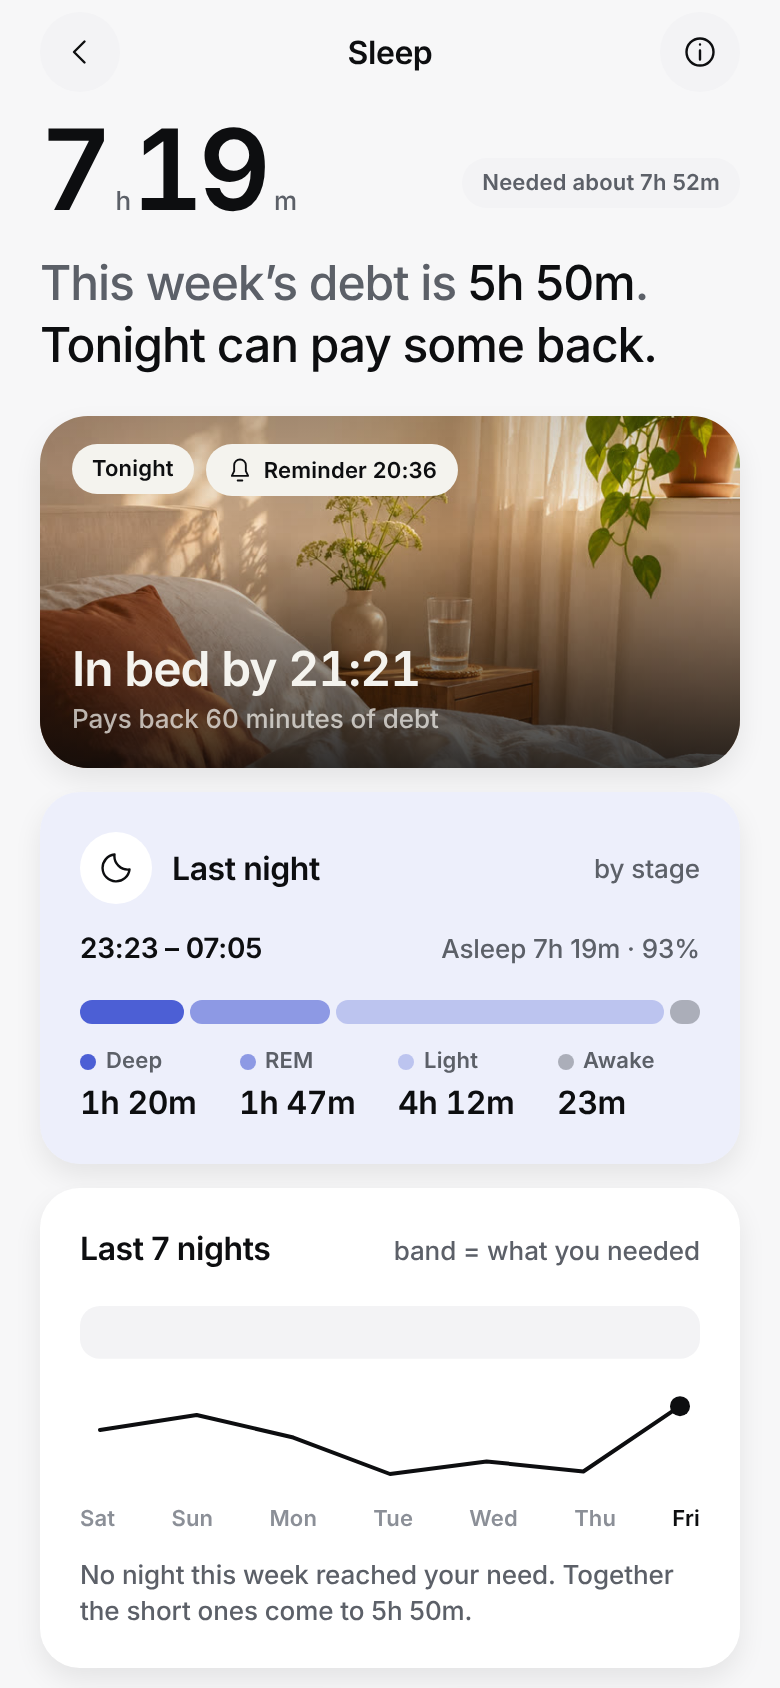 Sleep
7h 19m
Needed about 7h 52m
This week’s debt is 5h 50m.
Tonight can pay some back.
Tonight
Reminder 20:36
In bed by 21:21
Pays back 60 minutes of debt
Last night
by stage
23:23 – 07:05
Asleep 7h 19m · 93%
Deep REM Light Awake
1h 20m 1h 47m 4h 12m 23m
Last 7 nights
band = what you needed
Sat Sun Mon Tue Wed Thu Fri
No night this week reached your need. Together
the short ones come to 5h 50m.